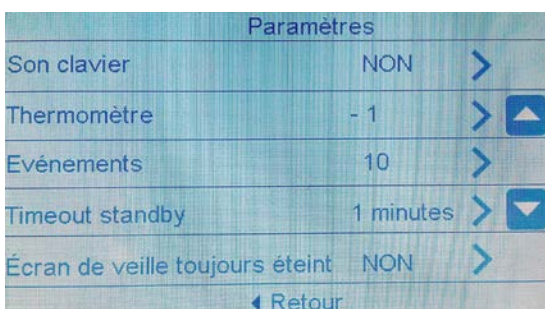 Paramètres
Son clavier NON
Thermomètre - 1
Evénements 10
Timeout standby 1 minutes
Écran de veille toujours éteint NON
Retour